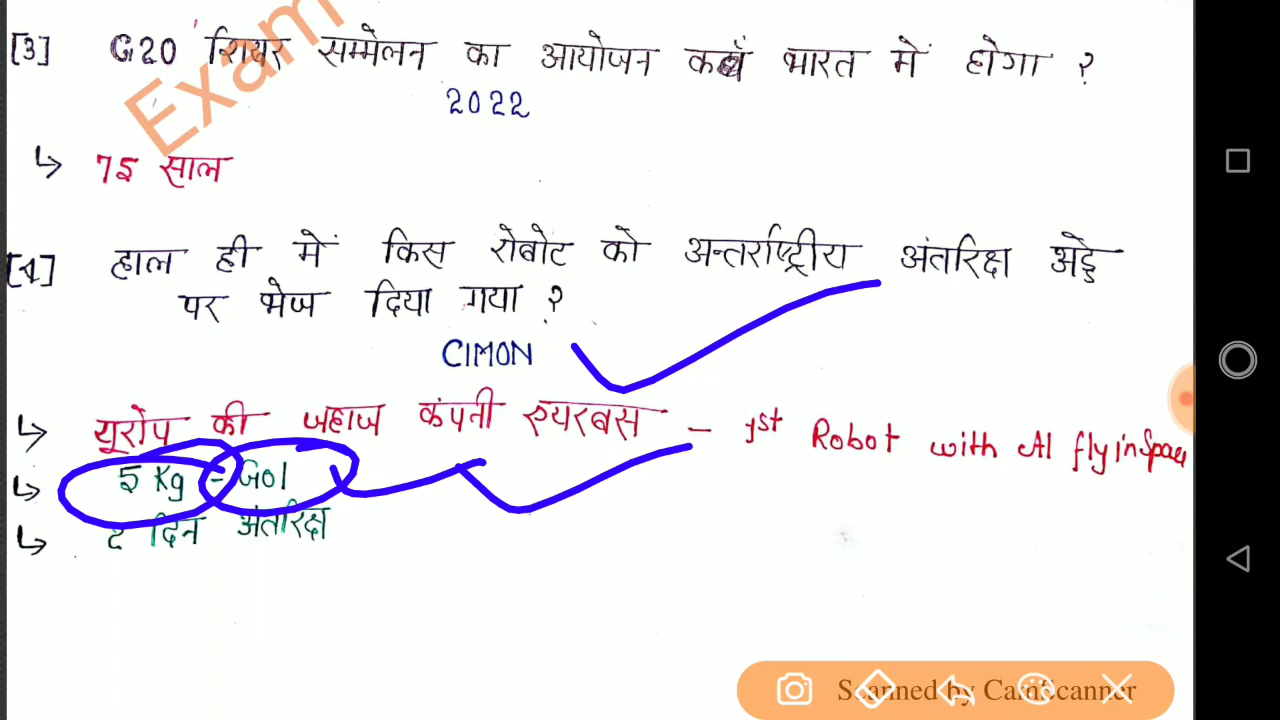 Exam
[3] G20 शिखर सम्मेलन का आयोजन कब भारत में होगा ?
2022
↳ 75 साल
[4] हाल ही में किस रोबोट को अन्तर्राष्ट्रीय अंतरिक्ष अड्डे
पर भेज दिया गया ?
CIMON
↳ यूरोप की जहाज कंपनी एयरबस – 1st Robot with AI fly in Space
↳ 5 Kg - Gol
↳ दिन अंतरिक्ष
Scanned by CamScanner